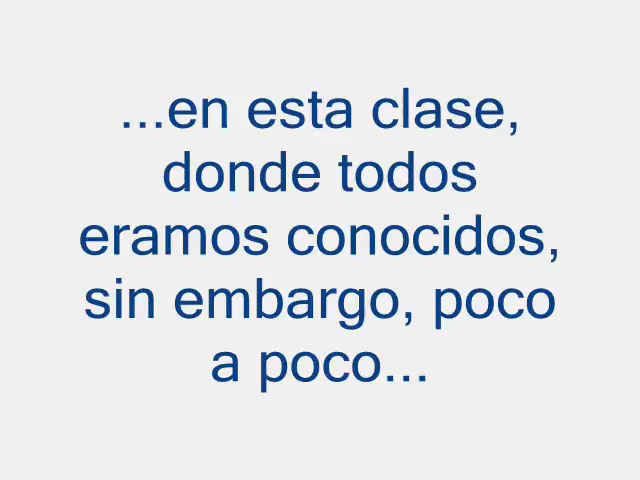 ...en esta clase,
donde todos
eramos conocidos,
sin embargo, poco
a poco...